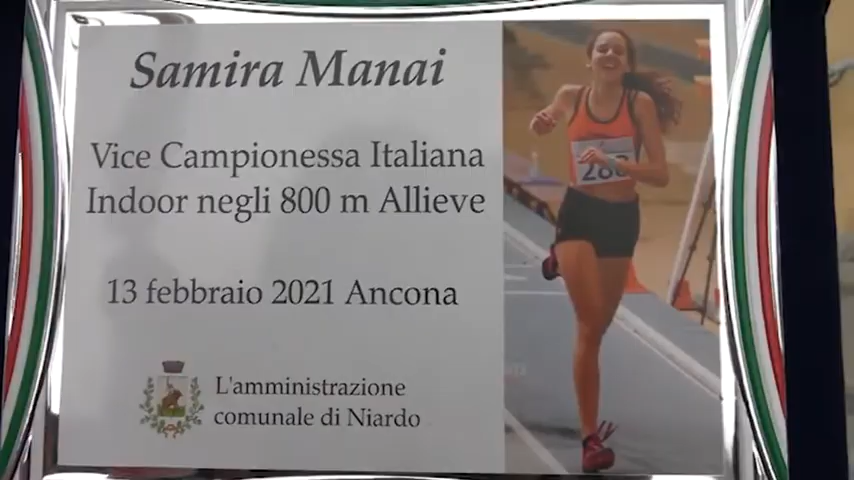 Samira Manai
Vice Campionessa Italiana
Indoor negli 800 m Allieve
13 febbraio 2021 Ancona
L'amministrazione
comunale di Niardo